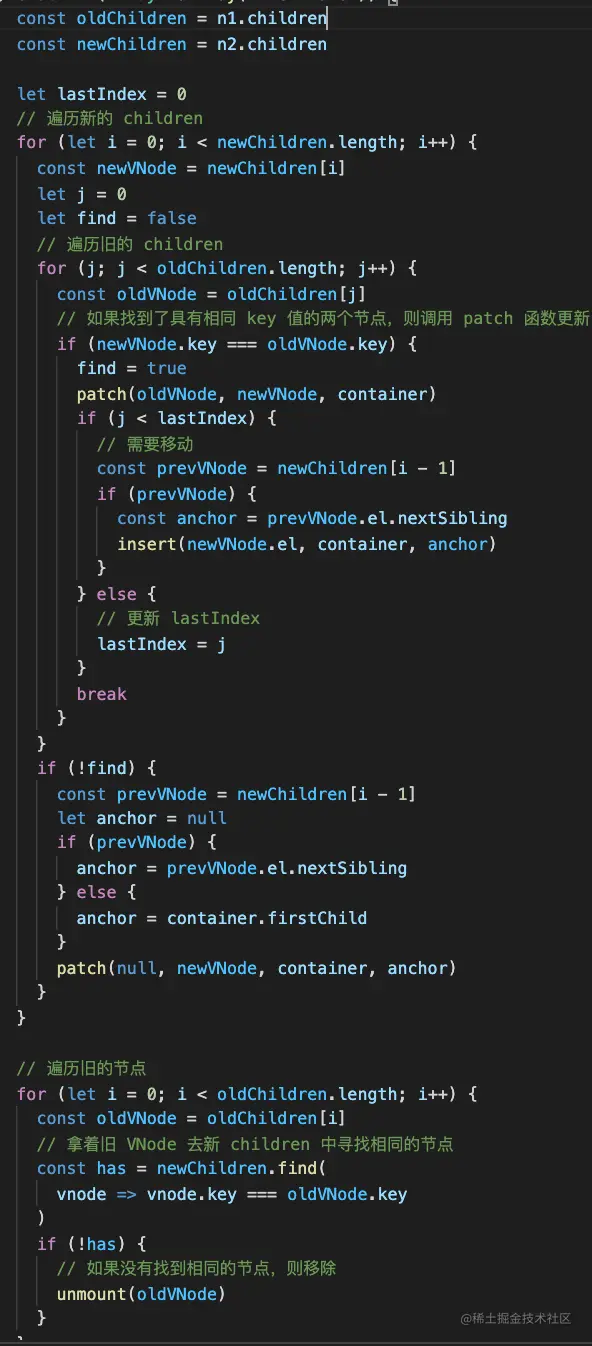 const oldChildren = n1.children
const newChildren = n2.children

let lastIndex = 0
// 遍历新的 children
for (let i = 0; i < newChildren.length; i++) {
  const newVNode = newChildren[i]
  let j = 0
  let find = false
  // 遍历旧的 children
  for (j; j < oldChildren.length; j++) {
    const oldVNode = oldChildren[j]
    // 如果找到了具有相同 key 值的两个节点，则调用 patch 函数更新
    if (newVNode.key === oldVNode.key) {
      find = true
      patch(oldVNode, newVNode, container)
      if (j < lastIndex) {
        // 需要移动
        const prevVNode = newChildren[i - 1]
        if (prevVNode) {
          const anchor = prevVNode.el.nextSibling
          insert(newVNode.el, container, anchor)
        }
      } else {
        // 更新 lastIndex
        lastIndex = j
      }
      break
    }
  }
  if (!find) {
    const prevVNode = newChildren[i - 1]
    let anchor = null
    if (prevVNode) {
      anchor = prevVNode.el.nextSibling
    } else {
      anchor = container.firstChild
    }
    patch(null, newVNode, container, anchor)
  }
}

// 遍历旧的节点
for (let i = 0; i < oldChildren.length; i++) {
  const oldVNode = oldChildren[i]
  // 拿着旧 VNode 去新 children 中寻找相同的节点
  const has = newChildren.find(
    vnode => vnode.key === oldVNode.key
  )
  if (!has) {
    // 如果没有找到相同的节点，则移除
    unmount(oldVNode)
  }
@稀土掘金技术社区